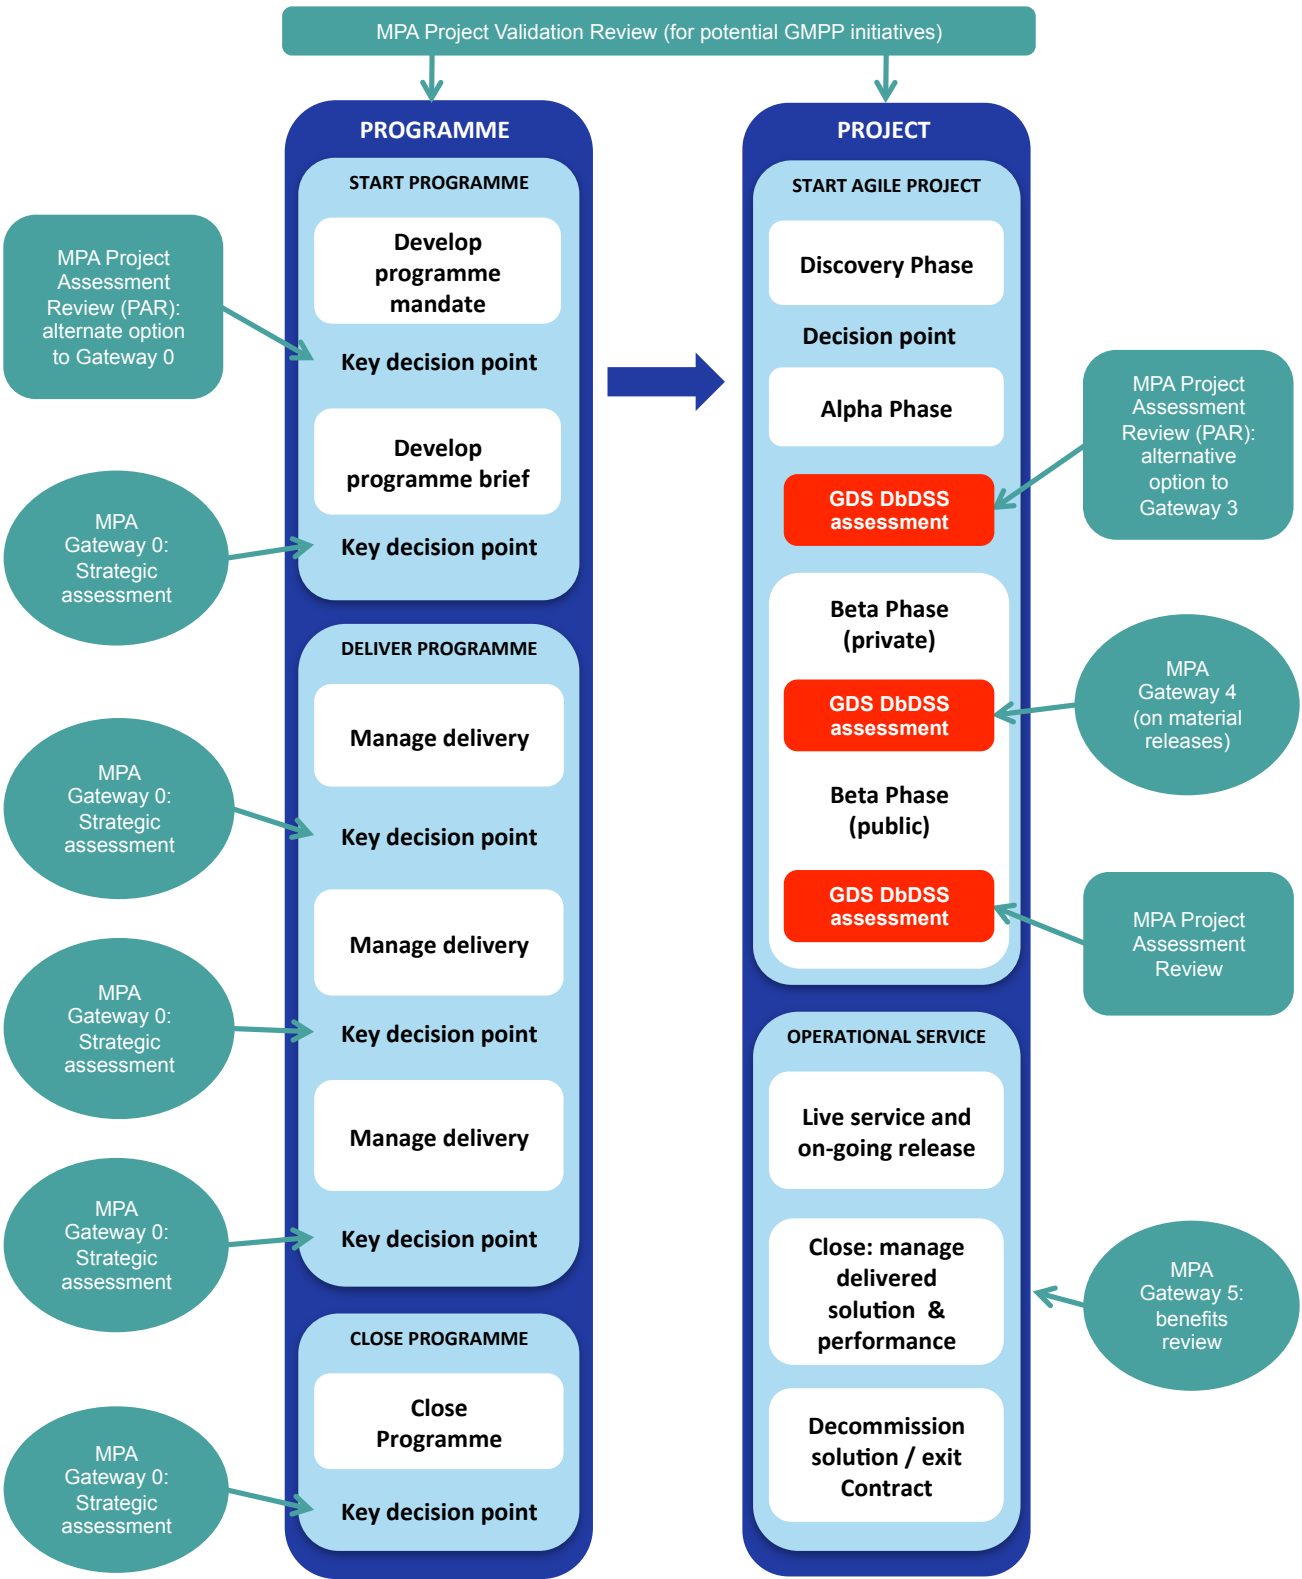 MPA Project Validation Review (for potential GMPP initiatives)
PROGRAMME
START PROGRAMME
Develop
programme
mandate
MPA Project
Assessment
Review (PAR):
alternate option
to Gateway 0
Key decision point
Develop
programme brief
MPA
Gateway 0:
Strategic
assessment
Key decision point
DELIVER PROGRAMME
Manage delivery
MPA
Gateway 0:
Strategic
assessment
Key decision point
Manage delivery
MPA
Gateway 0:
Strategic
assessment
Key decision point
Manage delivery
MPA
Gateway 0:
Strategic
assessment
Key decision point
CLOSE PROGRAMME
Close
Programme
MPA
Gateway 0:
Strategic
assessment
Key decision point
PROJECT
START AGILE PROJECT
Discovery Phase
Decision point
Alpha Phase
MPA Project
Assessment
Review (PAR):
alternative
option to
Gateway 3
GDS DbDSS
assessment
Beta Phase
(private)
GDS DbDSS
assessment
MPA
Gateway 4
(on material
releases)
Beta Phase
(public)
GDS DbDSS
assessment
MPA Project
Assessment
Review
OPERATIONAL SERVICE
Live service and
on-going release
Close: manage
delivered
solution &
performance
MPA
Gateway 5:
benefits
review
Decommission
solution / exit
Contract